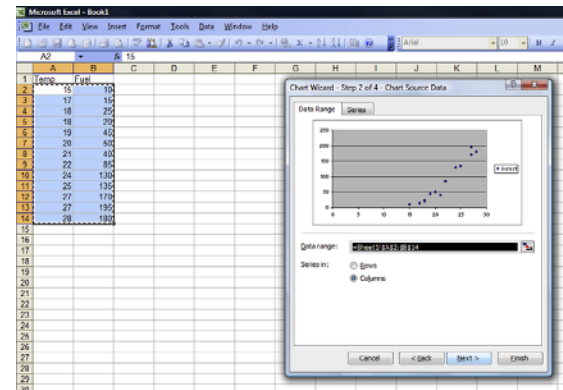 Microsoft Excel - Book1
File Edit View Insert Format Tools Data Window Help
Arial 10 B I
A2 fx 15
A B C D E F G H I J K L M
1 Temp Fuel
2 15 10
3 17 15
4 18 25
5 18 20
6 19 45
7 20 50
8 21 40
9 22 85
10 24 130
11 25 135
12 27 170
13 27 195
14 28 180
15
16
17
18
19
20
21
22
23
24
25
26
27
28
29
Chart Wizard - Step 2 of 4 - Chart Source Data
Data Range Series
250
200
150
100
50
0
0 5 10 15 20 25 30
Series1
Data range: =Sheet1!$A$2:$B$14
Series in: Rows
Columns
Cancel < Back Next > Finish